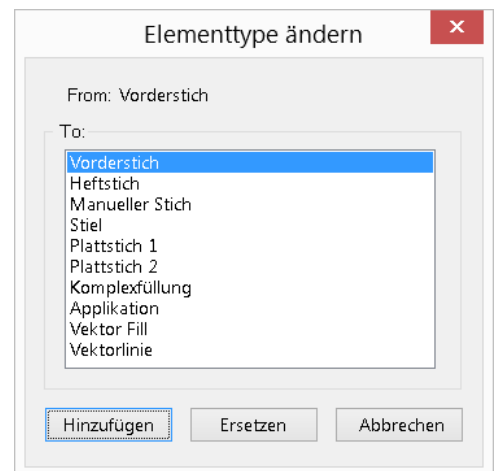 Elementtype ändern
From: Vorderstich
To:
Vorderstich
Heftstich
Manueller Stich
Stiel
Plattstich 1
Plattstich 2
Komplexfüllung
Applikation
Vektor Fill
Vektorlinie
Hinzufügen Ersetzen Abbrechen